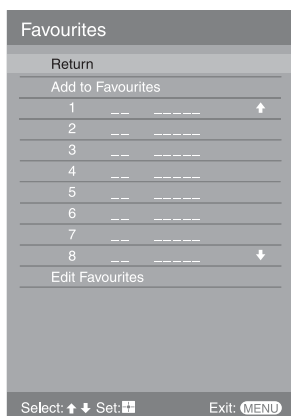 Favourites
Return
Add to Favourites
1 __ _____
2 __ _____
3 __ _____
4 __ _____
5 __ _____
6 __ _____
7 __ _____
8 __ _____
Edit Favourites
Select: Set: Exit: MENU